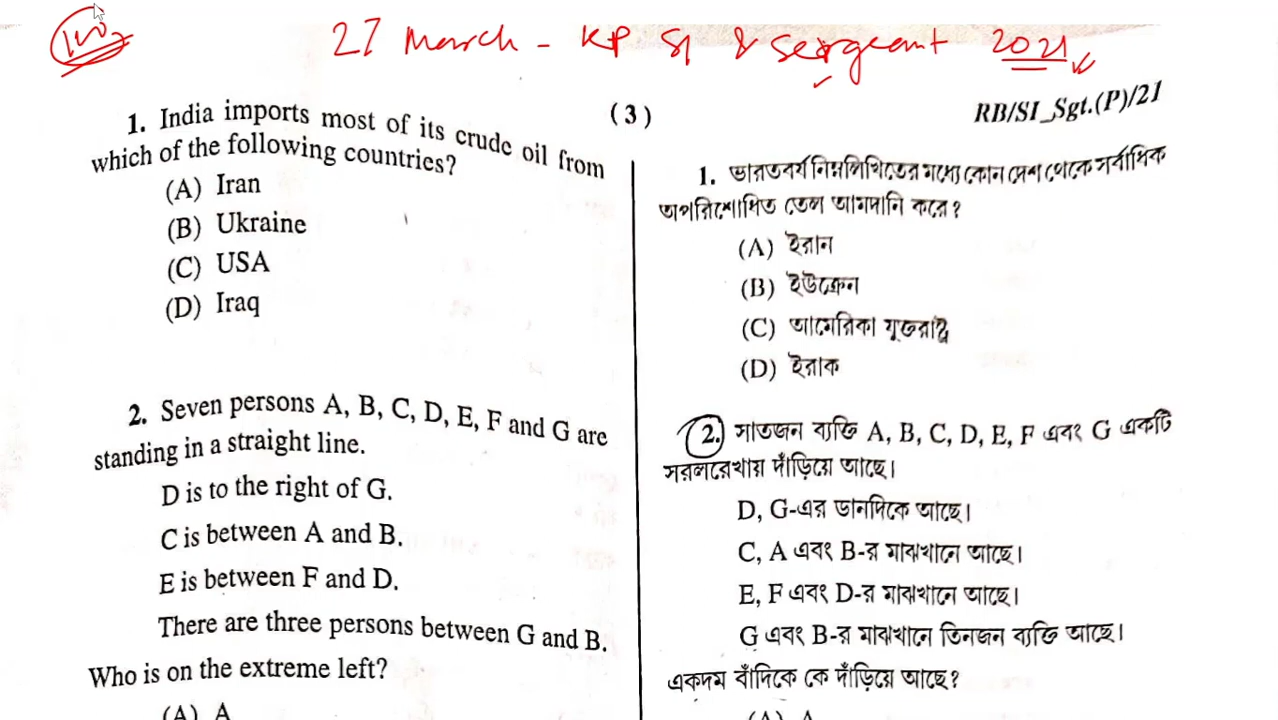 100
27 March - KP SI & Sergeant 2021
(3)
RB/SI_Sgt.(P)/21
1. India imports most of its crude oil from
which of the following countries?
(A) Iran
(B) Ukraine
(C) USA
(D) Iraq
2. Seven persons A, B, C, D, E, F and G are
standing in a straight line.
D is to the right of G.
C is between A and B.
E is between F and D.
There are three persons between G and B.
Who is on the extreme left?
(A) A
1. ভারতবর্ষ নিম্নলিখিতের মধ্যে কোন দেশ থেকে সর্বাধিক
অপরিশোধিত তেল আমদানি করে?
(A) ইরান
(B) ইউক্রেন
(C) আমেরিকা যুক্তরাষ্ট্র
(D) ইরাক
2. সাতজন ব্যক্তি A, B, C, D, E, F এবং G একটি
সরলরেখায় দাঁড়িয়ে আছে।
D, G-এর ডানদিকে আছে।
C, A এবং B-র মাঝখানে আছে।
E, F এবং D-র মাঝখানে আছে।
G এবং B-র মাঝখানে তিনজন ব্যক্তি আছে।
একদম বাঁদিকে কে দাঁড়িয়ে আছে?
(A) A